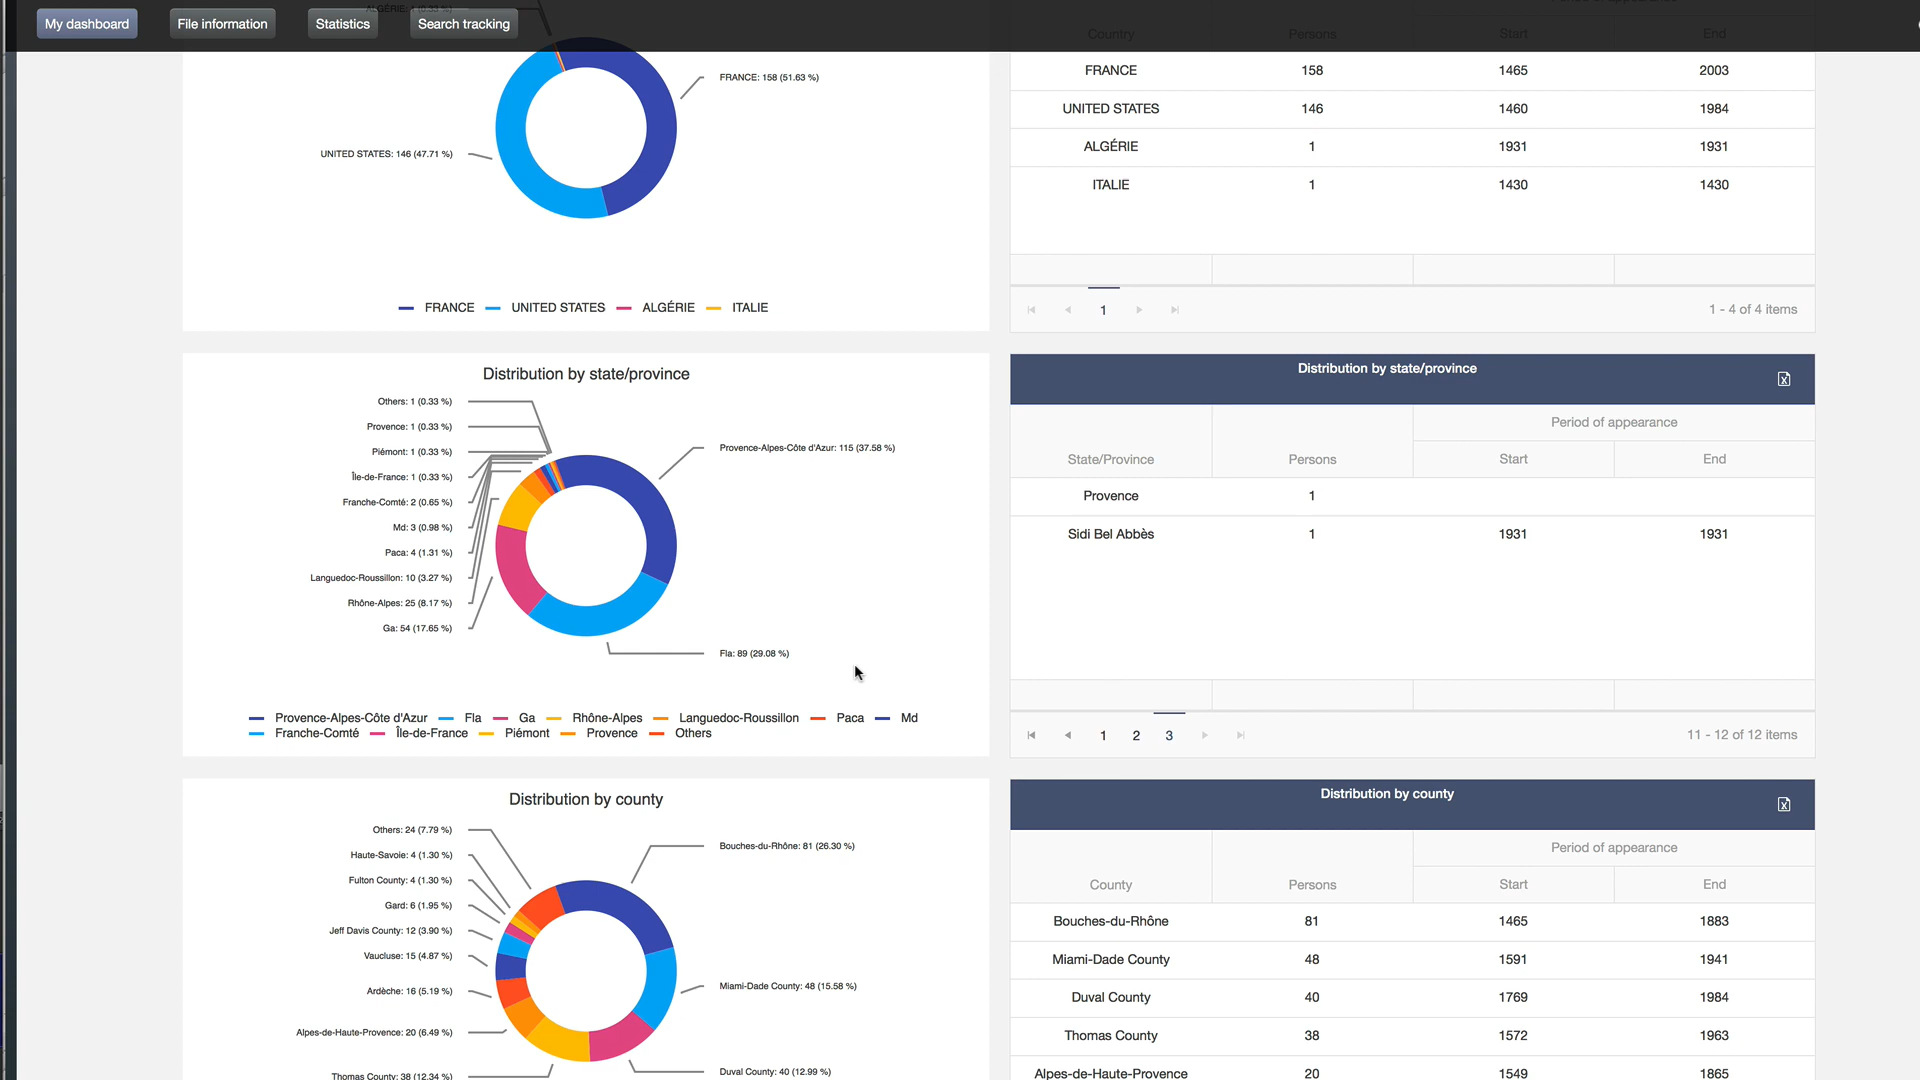 My dashboard
File information
Statistics
Search tracking
ALGÉRIE: 1 (0.33 %)
FRANCE: 158 (51.63 %)
UNITED STATES: 146 (47.71 %)
FRANCE
UNITED STATES
ALGÉRIE
ITALIE
Period of appearance
Country Persons Start End
FRANCE 158 1465 2003
UNITED STATES 146 1460 1984
ALGÉRIE 1 1931 1931
ITALIE 1 1430 1430
1
1 - 4 of 4 items
Distribution by state/province
Others: 1 (0.33 %)
Provence: 1 (0.33 %)
Piémont: 1 (0.33 %)
Île-de-France: 1 (0.33 %)
Franche-Comté: 2 (0.65 %)
Md: 3 (0.98 %)
Paca: 4 (1.31 %)
Languedoc-Roussillon: 10 (3.27 %)
Rhône-Alpes: 25 (8.17 %)
Ga: 54 (17.65 %)
Provence-Alpes-Côte d'Azur: 115 (37.58 %)
Fla: 89 (29.08 %)
Provence-Alpes-Côte d'Azur Fla Ga Rhône-Alpes Languedoc-Roussillon Paca Md
Franche-Comté Île-de-France Piémont Provence Others
Distribution by state/province
Period of appearance
State/Province Persons Start End
Provence 1
Sidi Bel Abbès 1 1931 1931
1 2 3
11 - 12 of 12 items
Distribution by county
Others: 24 (7.79 %)
Haute-Savoie: 4 (1.30 %)
Fulton County: 4 (1.30 %)
Gard: 6 (1.95 %)
Jeff Davis County: 12 (3.90 %)
Vaucluse: 15 (4.87 %)
Ardèche: 16 (5.19 %)
Alpes-de-Haute-Provence: 20 (6.49 %)
Thomas County: 38 (12.34 %)
Bouches-du-Rhône: 81 (26.30 %)
Miami-Dade County: 48 (15.58 %)
Duval County: 40 (12.99 %)
Distribution by county
Period of appearance
County Persons Start End
Bouches-du-Rhône 81 1465 1883
Miami-Dade County 48 1591 1941
Duval County 40 1769 1984
Thomas County 38 1572 1963
Alpes-de-Haute-Provence 20 1549 1865